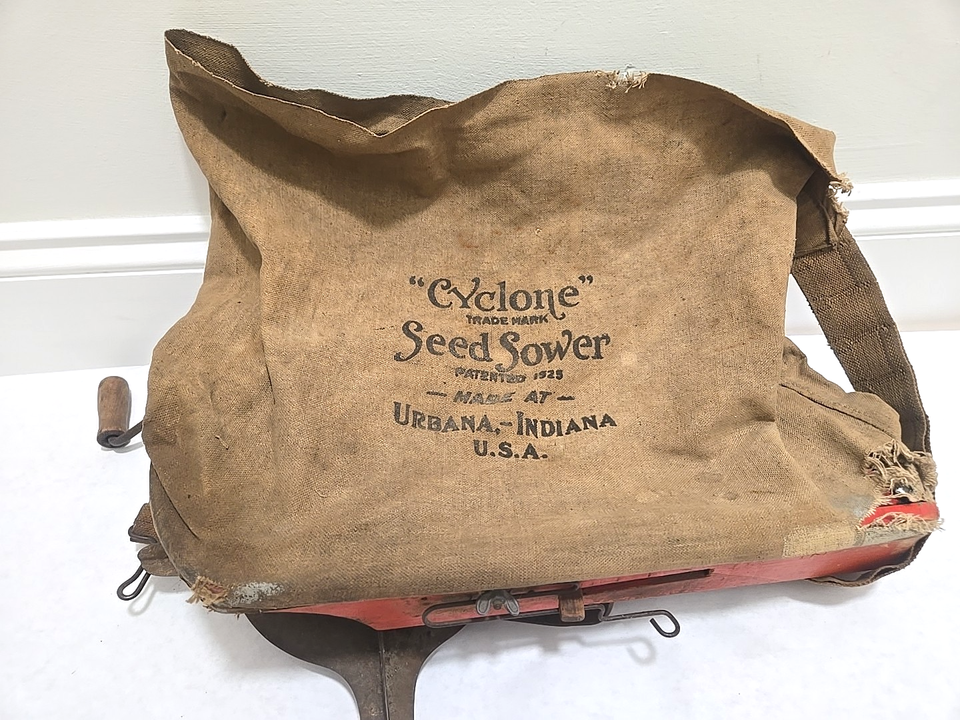 "Cyclone"
TRADE MARK
Seed Sower
PATENTED 1925
— MADE AT —
URBANA,-INDIANA
U.S.A.